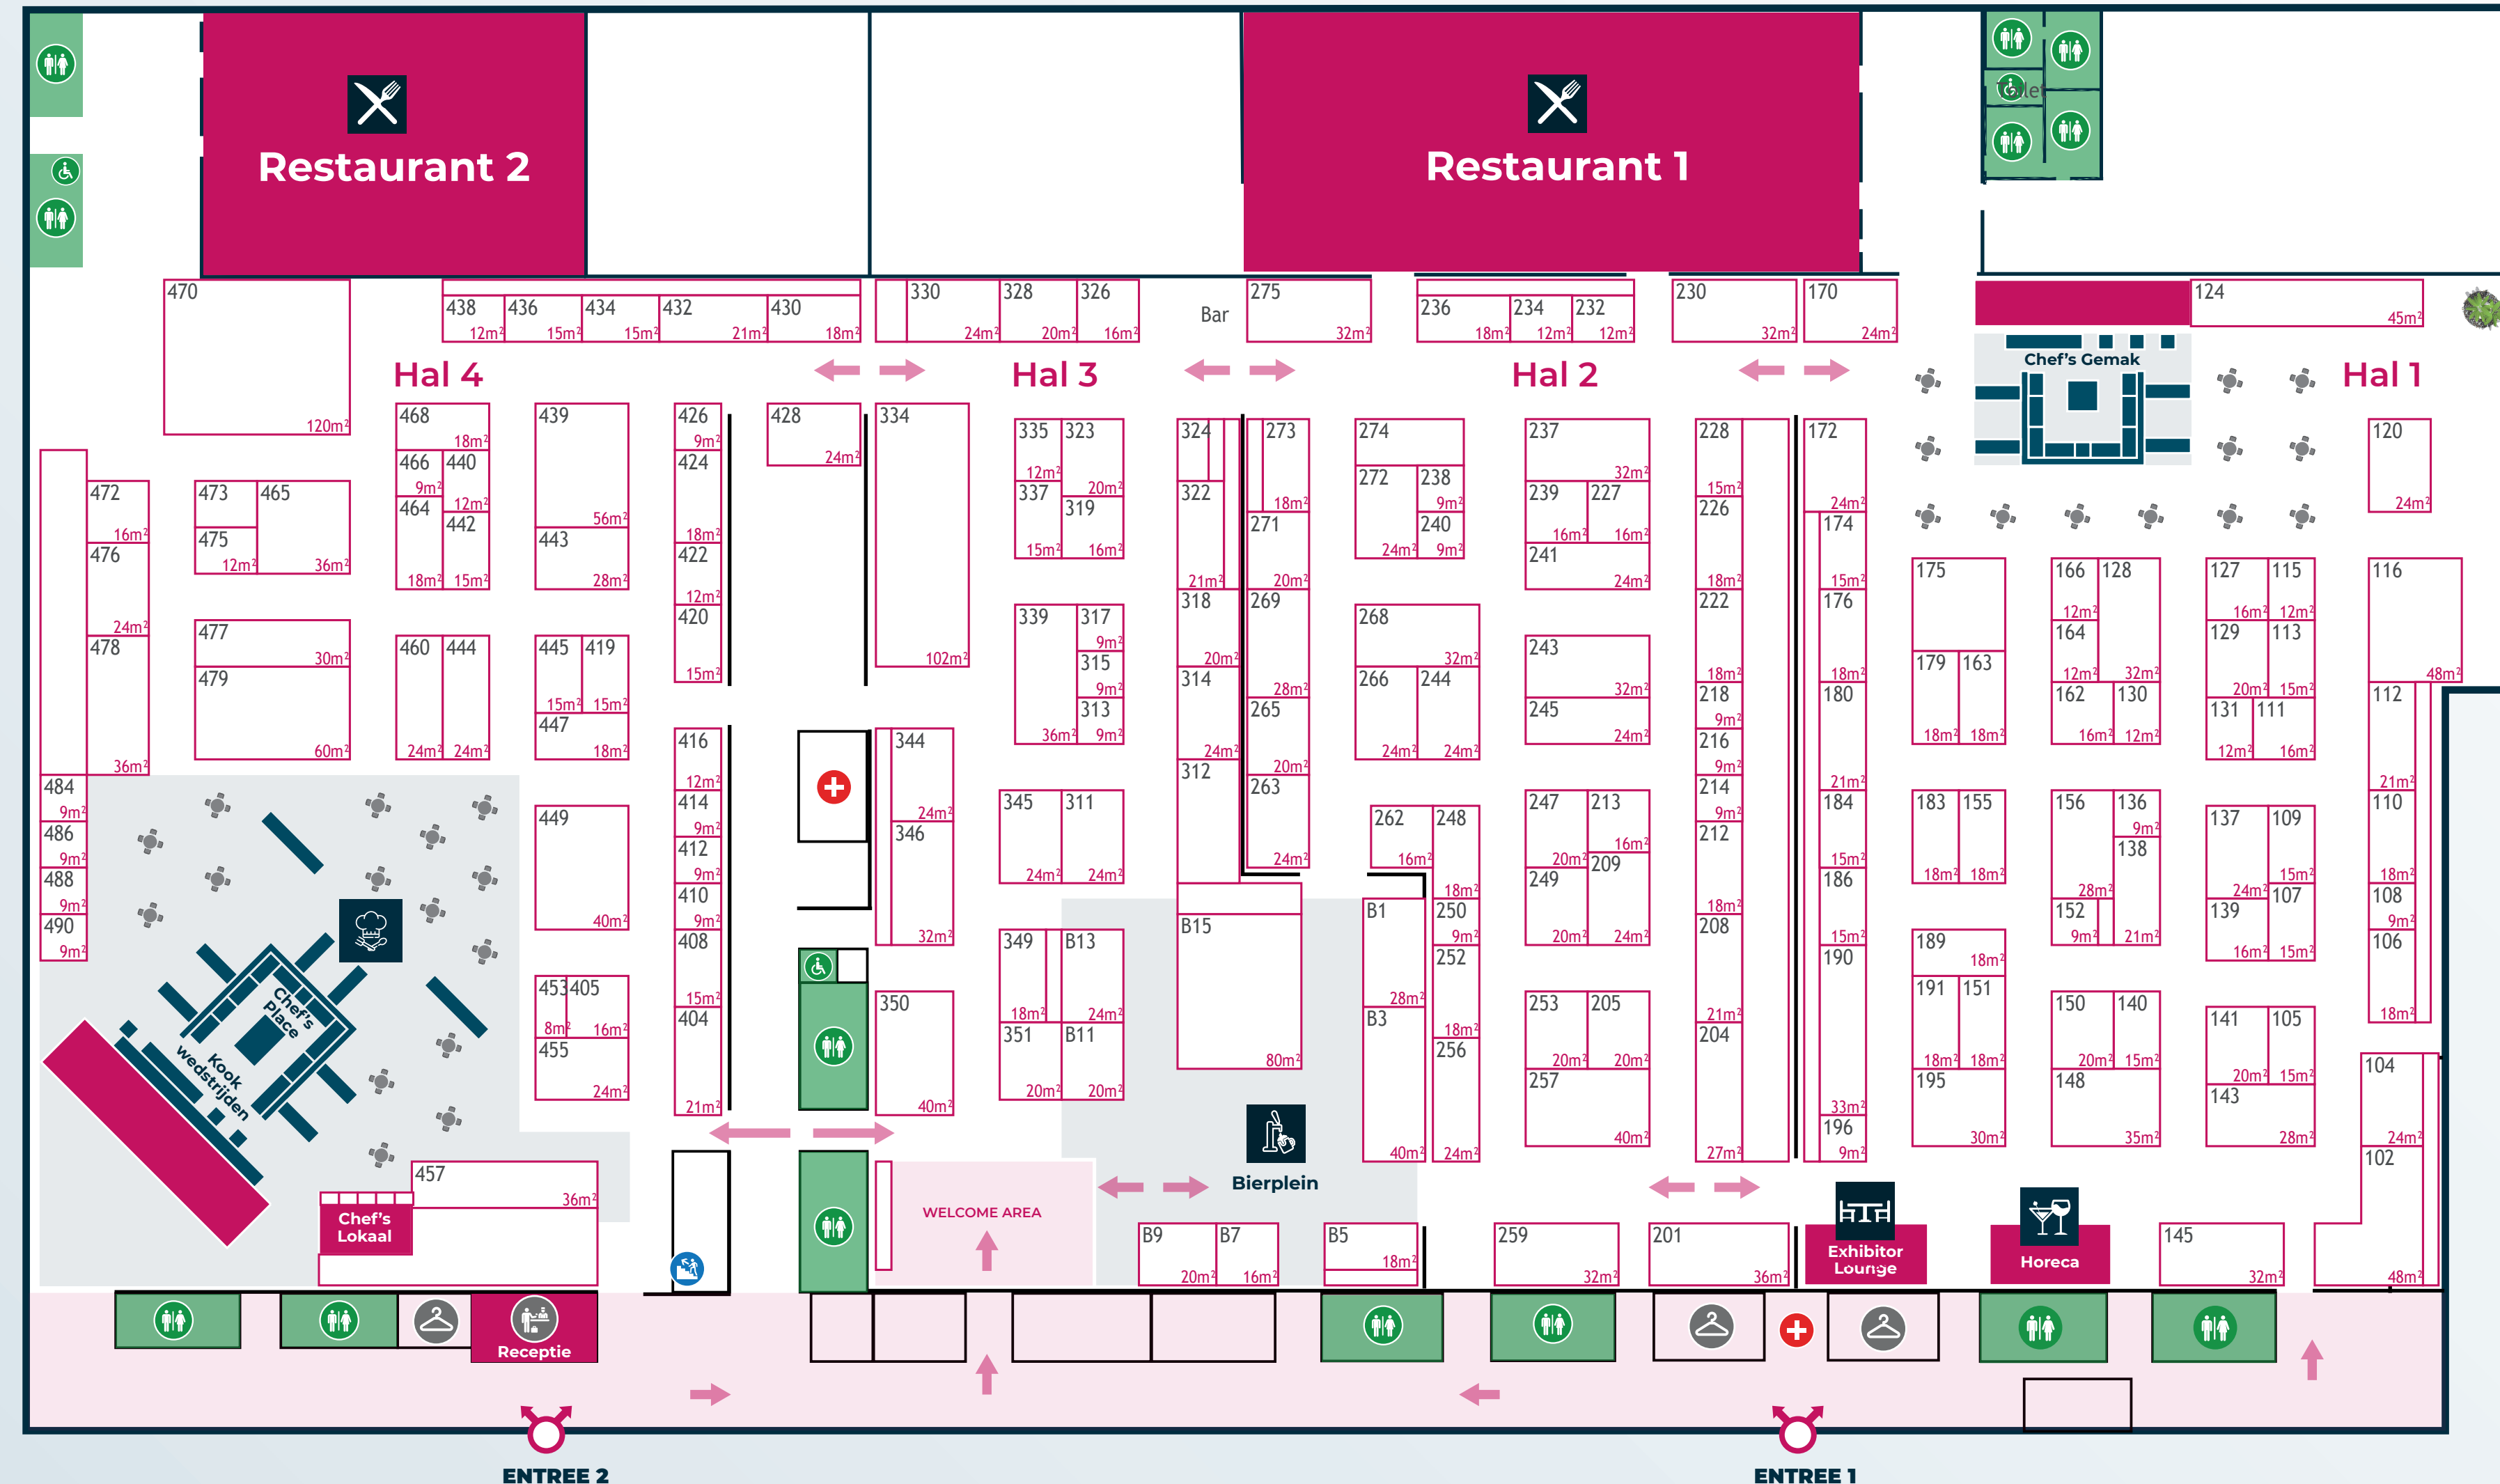 Restaurant 2
Restaurant 1
Toilet
470
120m²
438
12m²
436
15m²
434
15m²
432
21m²
430
18m²
330
24m²
328
20m²
326
16m²
Bar
275
32m²
236
18m²
234
12m²
232
12m²
230
32m²
170
24m²
124
45m²
Hal 4
Hal 3
Hal 2
Chef's Gemak
Hal 1
468
18m²
466
9m²
440
12m²
464
18m²
442
15m²
439
56m²
443
28m²
426
9m²
424
18m²
422
12m²
420
15m²
428
24m²
334
102m²
472
16m²
476
24m²
478
36m²
473
465
36m²
475
12m²
477
30m²
479
60m²
460
24m²
444
24m²
445
15m²
419
15m²
447
18m²
416
12m²
414
9m²
412
9m²
410
9m²
408
15m²
404
21m²
484
9m²
486
9m²
488
9m²
490
9m²
449
40m²
453
8m²
405
16m²
455
24m²
457
36m²
Chef's
Place
Kook
wedstrijden
Chef's
Lokaal
335
12m²
323
20m²
337
15m²
319
16m²
339
36m²
317
9m²
315
9m²
313
9m²
344
24m²
346
32m²
350
40m²
345
24m²
311
24m²
349
18m²
B13
24m²
351
20m²
B11
20m²
324
322
21m²
318
20m²
314
24m²
312
B15
80m²
273
18m²
271
20m²
269
28m²
265
20m²
263
24m²
274
272
24m²
238
9m²
240
9m²
268
32m²
266
24m²
244
24m²
262
16m²
248
18m²
B1
28m²
250
9m²
252
18m²
B3
40m²
256
24m²
Bierplein
WELCOME AREA
B9
20m²
B7
16m²
B5
18m²
237
32m²
239
16m²
227
16m²
241
24m²
243
32m²
245
24m²
247
20m²
213
16m²
249
20m²
209
24m²
253
20m²
205
20m²
257
40m²
259
32m²
201
36m²
228
15m²
226
18m²
222
18m²
218
9m²
216
9m²
214
9m²
212
18m²
208
21m²
204
27m²
172
24m²
174
15m²
176
18m²
180
21m²
184
15m²
186
15m²
190
33m²
196
9m²
175
179
18m²
163
18m²
183
18m²
155
18m²
189
18m²
191
18m²
151
18m²
195
30m²
166
12m²
128
32m²
164
12m²
162
16m²
130
12m²
156
28m²
136
9m²
138
21m²
152
9m²
150
20m²
140
15m²
148
35m²
127
16m²
115
12m²
129
20m²
113
15m²
131
12m²
111
16m²
137
24m²
109
15m²
139
16m²
107
15m²
141
20m²
105
15m²
143
28m²
145
32m²
120
24m²
116
48m²
112
21m²
110
18m²
108
9m²
106
18m²
104
24m²
102
48m²
Exhibitor
Lounge
Horeca
Receptie
ENTREE 2
ENTREE 1